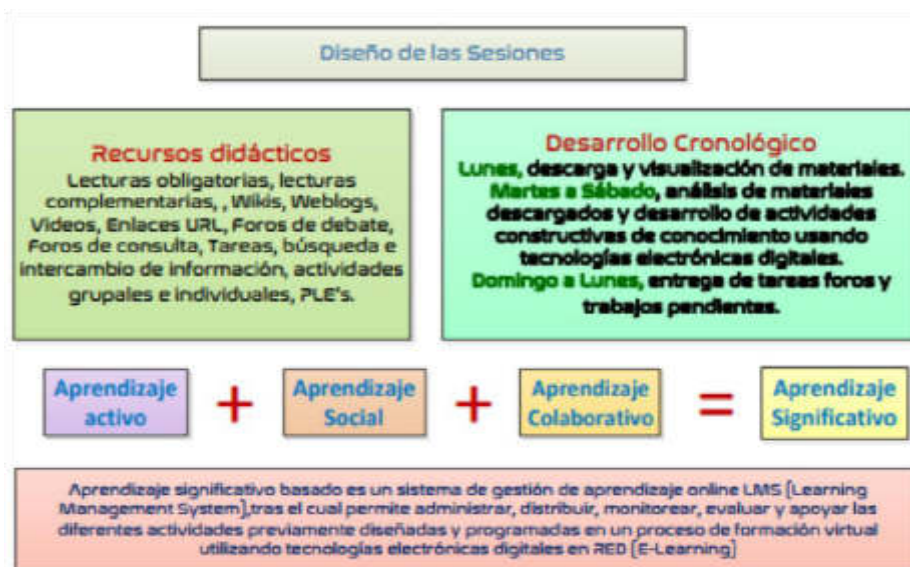 Diseño de las Sesiones
Recursos didácticos
Lecturas obligatorias, lecturas
complementarias, , Wikis, Weblogs,
Videos, Enlaces URL, Foros de debate,
Foros de consulta, Tareas, búsqueda e
intercambio de información, actividades
grupales e individuales, PLE's.
Desarrollo Cronológico
Lunes, descarga y visualización de materiales.
Martes a Sábado, análisis de materiales
descargados y desarrollo de actividades
constructivas de conocimiento usando
tecnologías electrónicas digitales.
Domingo a Lunes, entrega de tareas foros y
trabajos pendientes.
Aprendizaje
activo
+
Aprendizaje
Social
+
Aprendizaje
Colaborativo
=
Aprendizaje
Significativo
Aprendizaje significativo basado es un sistema de gestión de aprendizaje online LMS [Learning
Management System],tras el cual permite administrar, distribuir, monitorear, evaluar y apoyar las
diferentes actividades previamente diseñadas y programadas en un proceso de formación virtual
utilizando tecnologías electrónicas digitales en RED [E-Learning]